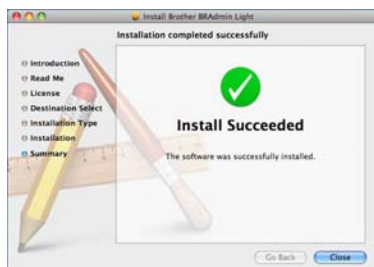 Install Brother BRAdmin Light
Installation completed successfully
Introduction
Read Me
License
Destination Select
Installation Type
Installation
Summary
Install Succeeded
The software was successfully installed.
Go Back
Close